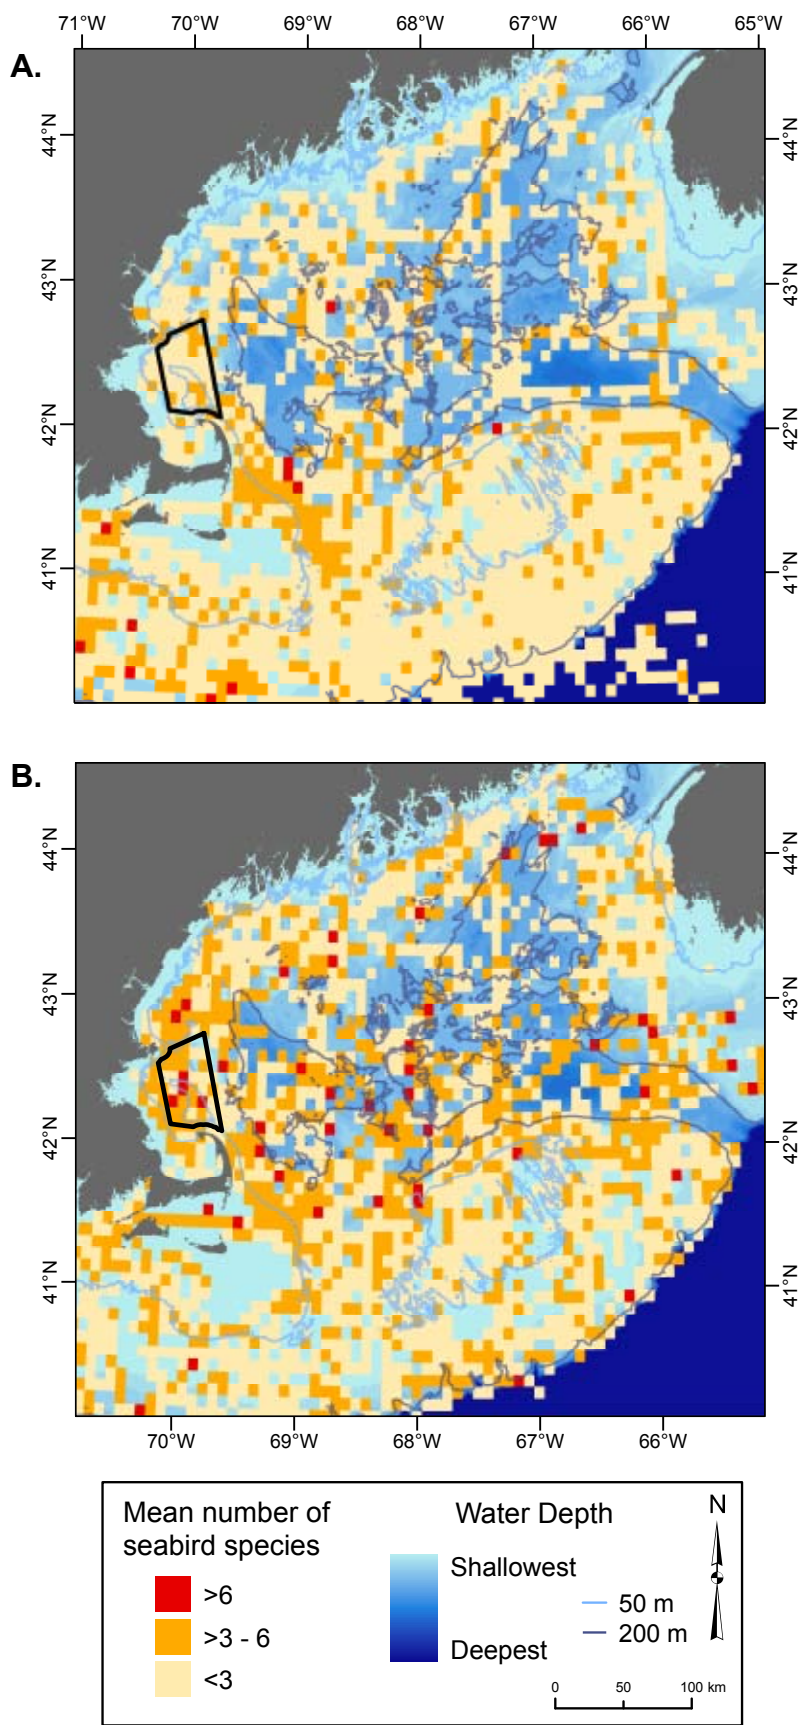 71°W 70°W 69°W 68°W 67°W 66°W 65°W
A.
44°N 44°N
43°N 43°N
42°N 42°N
41°N 41°N
B.
44°N 44°N
43°N 43°N
42°N 42°N
41°N 41°N
70°W 69°W 68°W 67°W 66°W
Mean number of
seabird species
>6
>3 - 6
<3
Water Depth
Shallowest
Deepest
50 m
200 m
N
0 50 100 km